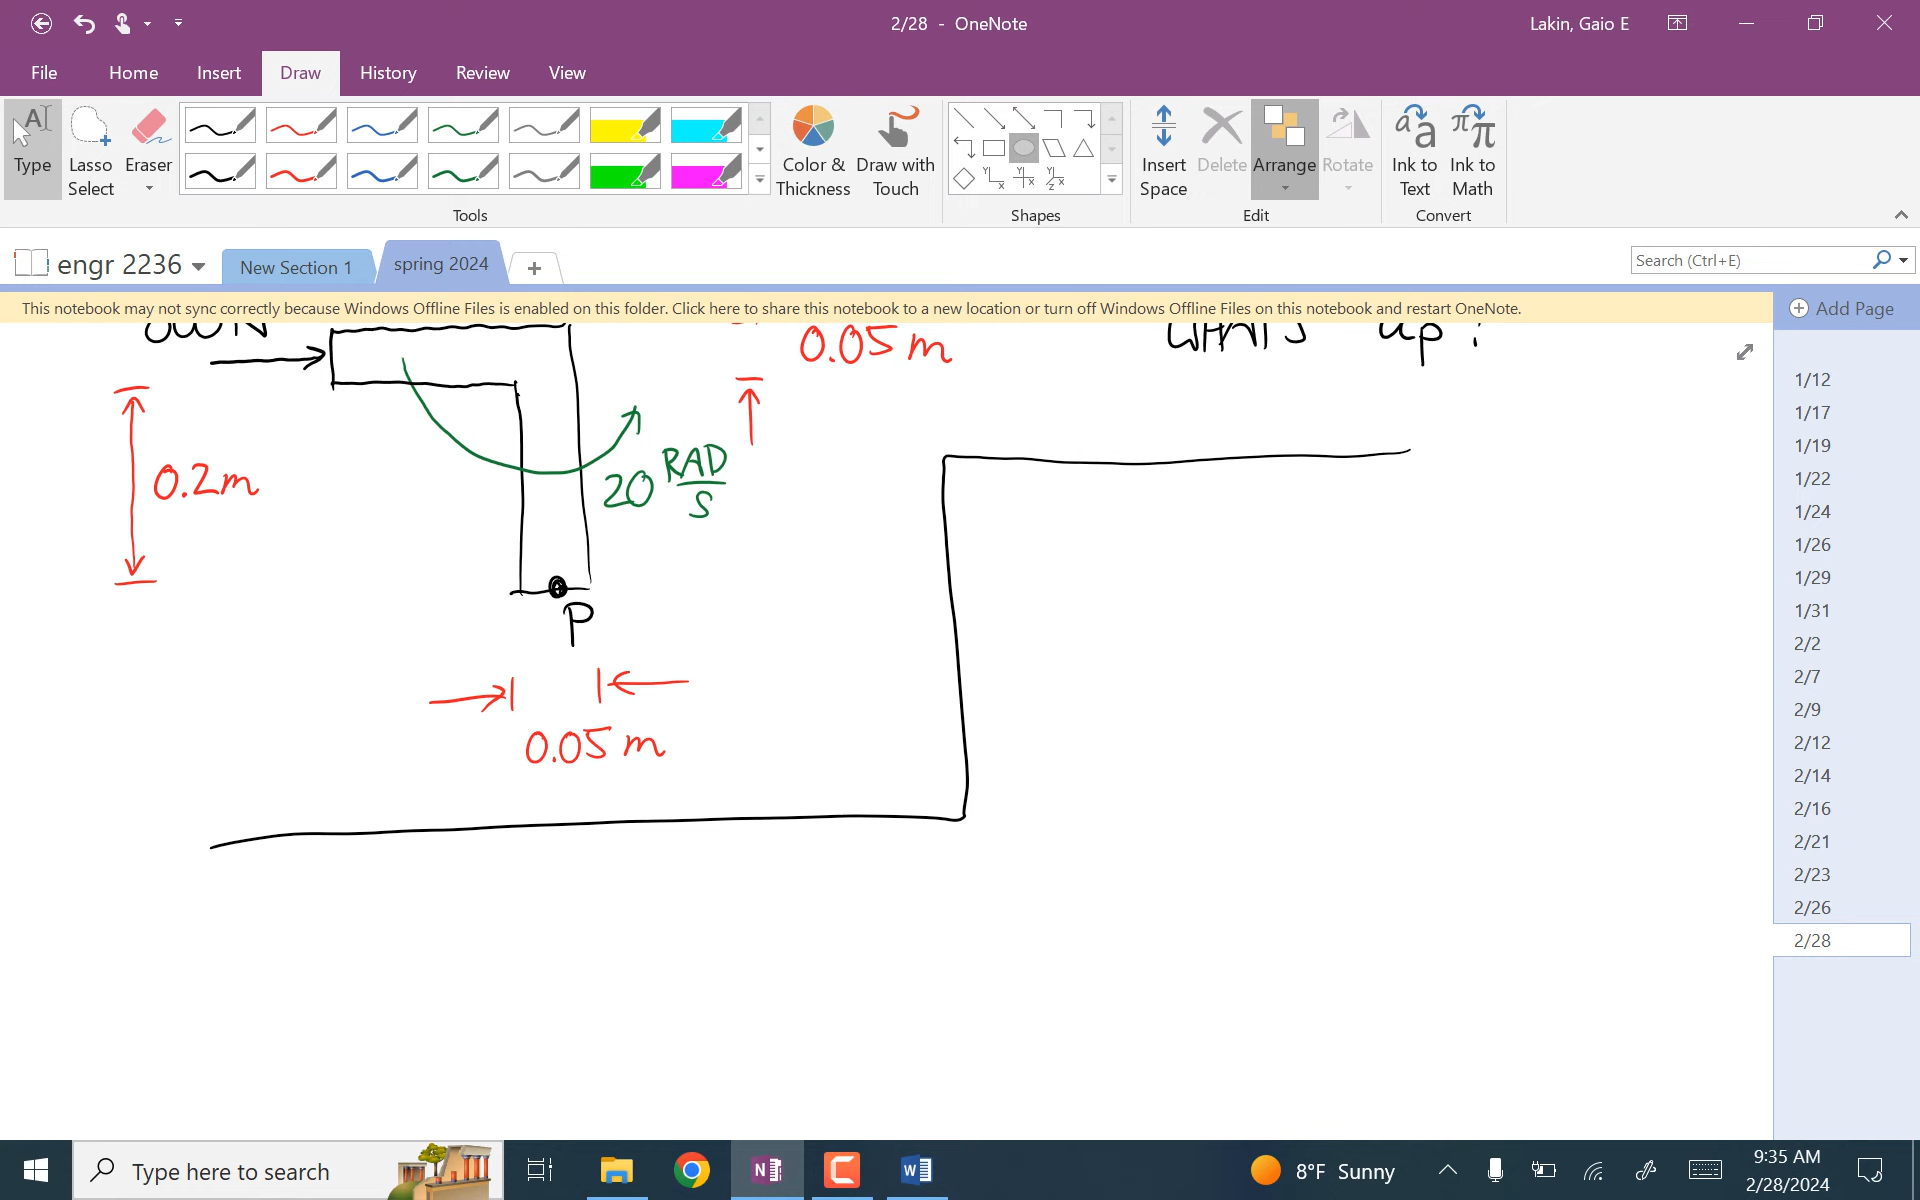 2/28 - OneNote
Lakin, Gaio E
File Home Insert Draw History Review View
Type
Lasso Select
Eraser
Color & Thickness
Draw with Touch
Insert Space
Delete
Arrange
Rotate
Ink to Text
Ink to Math
Tools
Shapes
Edit
Convert
engr 2236
New Section 1
spring 2024
Search (Ctrl+E)
This notebook may not sync correctly because Windows Offline Files is enabled on this folder. Click here to share this notebook to a new location or turn off Windows Offline Files on this notebook and restart OneNote.
Add Page
WHAT'S up?
0.05 m
0.2m
20 RAD/S
P
0.05 m
1/12
1/17
1/19
1/22
1/24
1/26
1/29
1/31
2/2
2/7
2/9
2/12
2/14
2/16
2/21
2/23
2/26
2/28
Type here to search
8°F Sunny
9:35 AM
2/28/2024